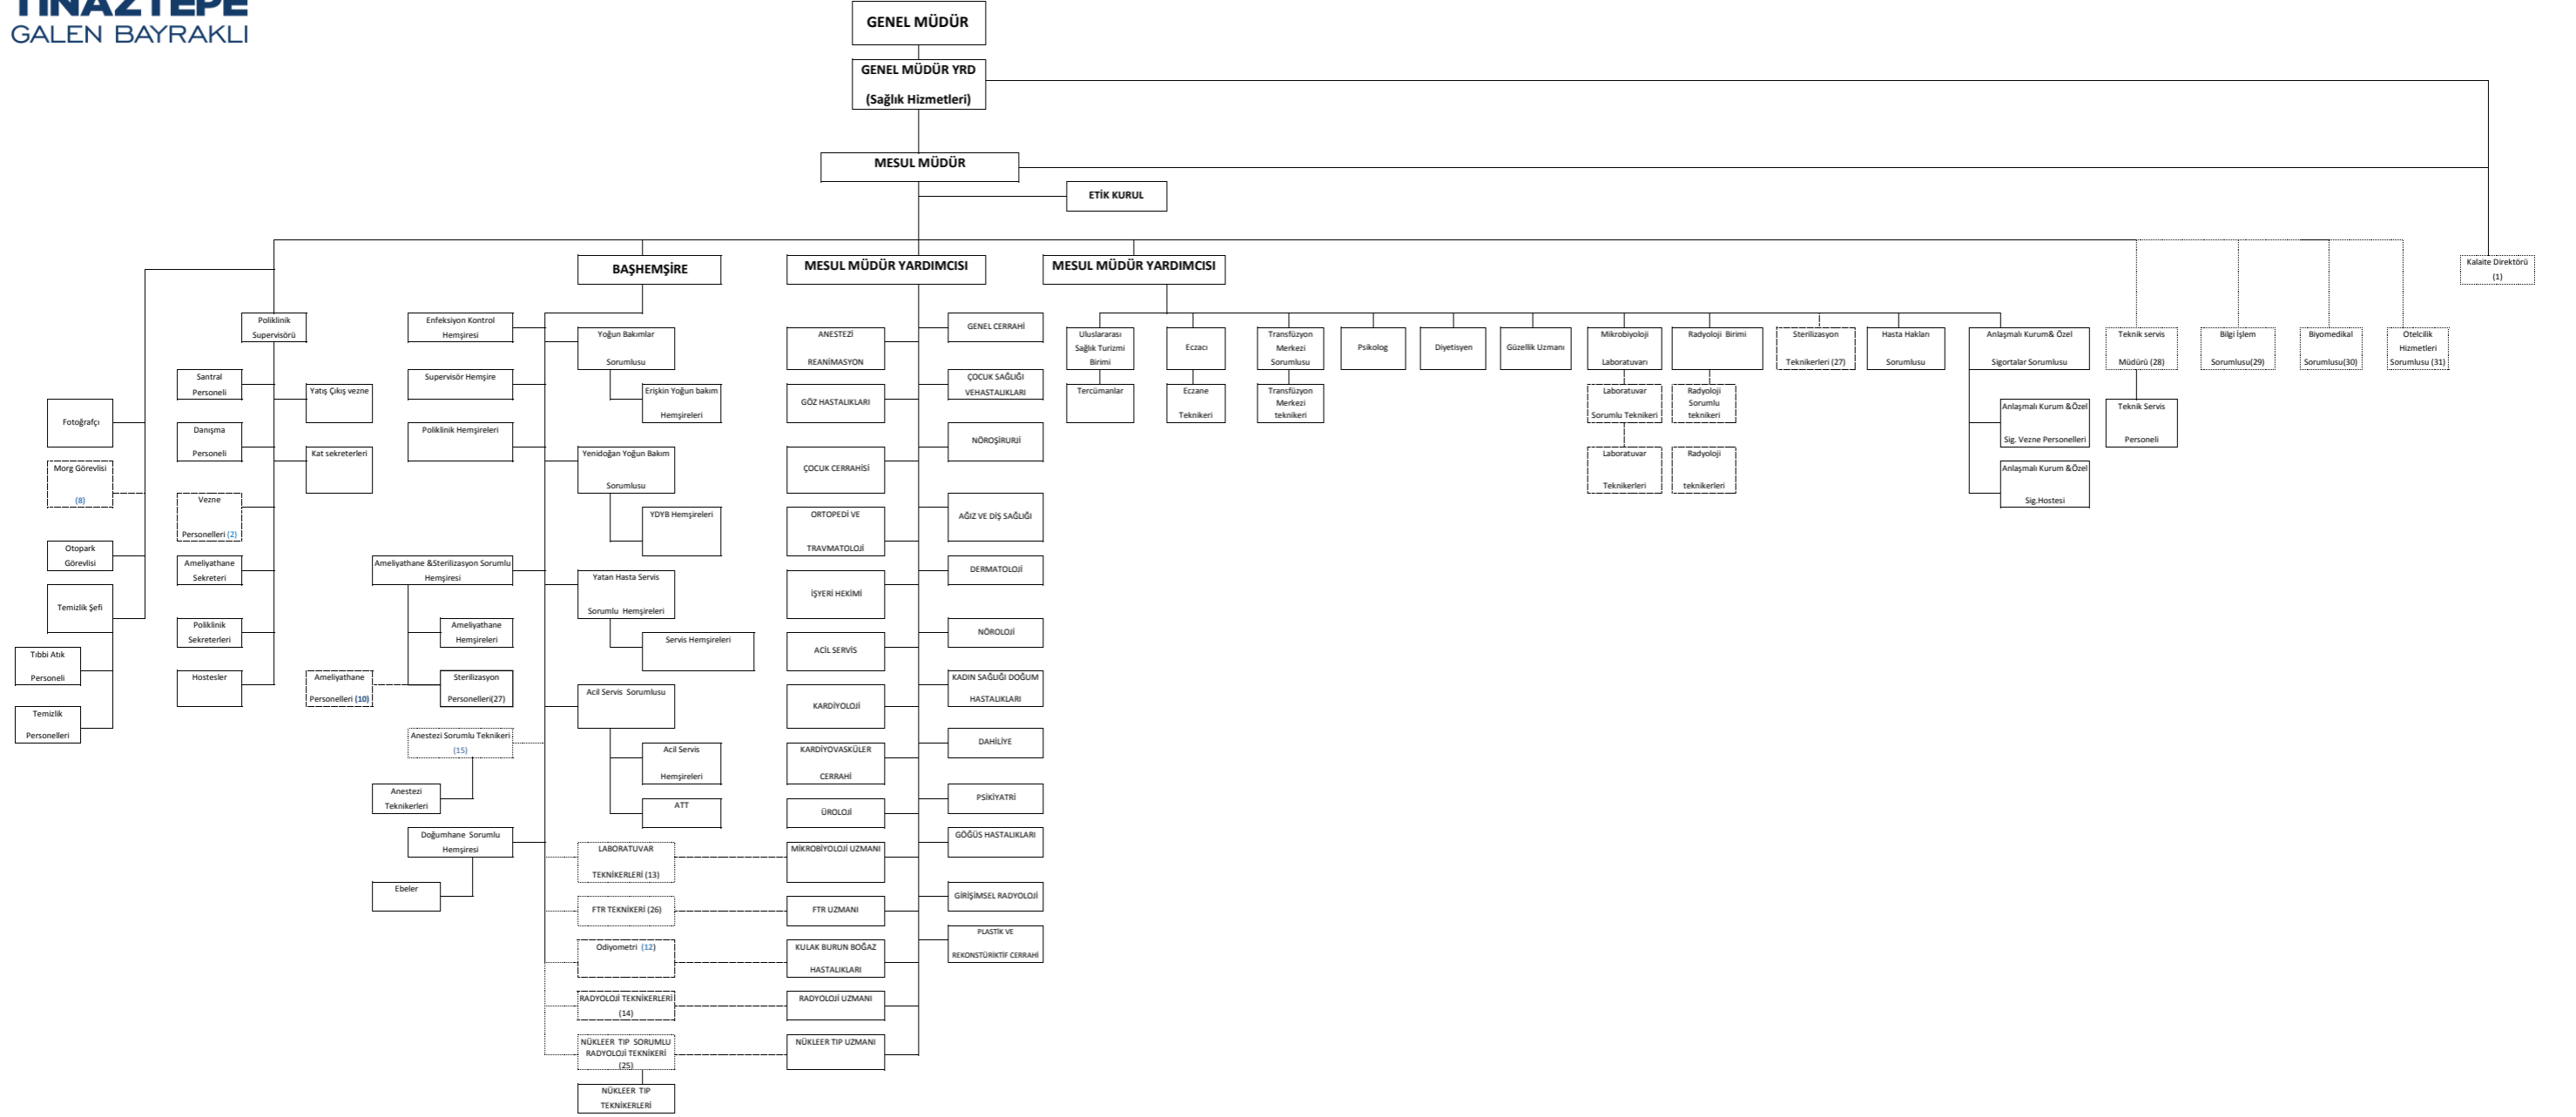 TINAZTEPE
GALEN BAYRAKLI
GENEL MÜDÜR
GENEL MÜDÜR YRD
(Sağlık Hizmetleri)
MESUL MÜDÜR
ETİK KURUL
BAŞHEMŞİRE
MESUL MÜDÜR YARDIMCISI
MESUL MÜDÜR YARDIMCISI
Kalaite Direktörü
(1)
Poliklinik
Supervisörü
Santral
Personeli
Yatış Çıkış vezne
Danışma
Personeli
Kat sekreterleri
Vezne
Personelleri (2)
Ameliyathane
Sekreteri
Poliklinik
Sekreterleri
Hostesler
Fotoğrafçı
Morg Görevlisi
(8)
Otopark
Görevlisi
Temizlik Şefi
Tıbbi Atık
Personeli
Temizlik
Personelleri
Enfeksiyon Kontrol
Hemşiresi
Supervisör Hemşire
Poliklinik Hemşireleri
Ameliyathane &Sterilizasyon Sorumlu
Hemşiresi
Ameliyathane
Hemşireleri
Ameliyathane
Personelleri (10)
Sterilizasyon
Personelleri(27)
Anestezi Sorumlu Teknikeri
(15)
Anestezi
Teknikerleri
Doğumhane Sorumlu
Hemşiresi
Ebeler
Yoğun Bakımlar
Sorumlusu
Erişkin Yoğun bakım
Hemşireleri
Yenidoğan Yoğun Bakım
Sorumlusu
YDYB Hemşireleri
Yatan Hasta Servis
Sorumlu Hemşireleri
Servis Hemşireleri
Acil Servis Sorumlusu
Acil Servis
Hemşireleri
ATT
LABORATUVAR
TEKNİKERLERİ (13)
FTR TEKNİKERİ (26)
Odiyometri (12)
RADYOLOJİ TEKNİKERLERİ
(14)
NÜKLEER TIP SORUMLU
RADYOLOJİ TEKNİKERİ
(25)
NÜKLEER TIP
TEKNİKERLERİ
ANESTEZİ
REANİMASYON
GÖZ HASTALIKLARI
ÇOCUK CERRAHİSİ
ORTOPEDİ VE
TRAVMATOLOJİ
İŞYERİ HEKİMİ
ACİL SERVİS
KARDİYOLOJİ
KARDİYOVASKÜLER
CERRAHİ
ÜROLOJİ
MİKROBİYOLOJİ UZMANI
FTR UZMANI
KULAK BURUN BOĞAZ
HASTALIKLARI
RADYOLOJİ UZMANI
NÜKLEER TIP UZMANI
GENEL CERRAHİ
ÇOCUK SAĞLIĞI
VEHASTALIKLARI
NÖROŞİRURJİ
AĞIZ VE DİŞ SAĞLIĞI
DERMATOLOJİ
NÖROLOJİ
KADIN SAĞLIĞI DOĞUM
HASTALIKLARI
DAHİLİYE
PSİKİYATRİ
GÖĞÜS HASTALIKLARI
GİRİŞİMSEL RADYOLOJİ
PLASTİK VE
REKONSTÜRİKTİF CERRAHİ
Uluslararası
Sağlık Turizmi
Birimi
Tercümanlar
Eczacı
Eczane
Teknikeri
Transfüzyon
Merkezi
Sorumlusu
Transfüzyon
Merkezi
teknikeri
Psikolog
Diyetisyen
Güzellik Uzmanı
Mikrobiyoloji
Laboratuvarı
Laboratuvar
Sorumlu Teknikeri
Laboratuvar
Teknikerleri
Radyoloji Birimi
Radyoloji
Sorumlu
teknikeri
Radyoloji
teknikerleri
Sterilizasyon
Teknikerleri (27)
Hasta Hakları
Sorumlusu
Anlaşmalı Kurum& Özel
Sigortalar Sorumlusu
Anlaşmalı Kurum &Özel
Sig. Vezne Personelleri
Anlaşmalı Kurum &Özel
Sig.Hostesi
Teknik servis
Müdürü (28)
Teknik Servis
Personeli
Bilgi İşlem
Sorumlusu(29)
Biyomedikal
Sorumlusu(30)
Otelcilik
Hizmetleri
Sorumlusu (31)